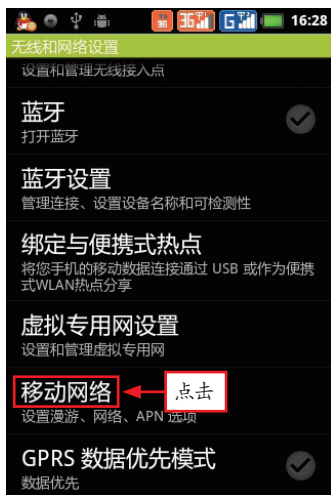 3G 3G G 16:28
无线和网络设置
设置和管理无线接入点
蓝牙
打开蓝牙
蓝牙设置
管理连接、设置设备名称和可检测性
绑定与便携式热点
将您手机的移动数据连接通过 USB 或作为便携
式WLAN热点分享
虚拟专用网设置
设置和管理虚拟专用网
移动网络 点击
设置漫游、网络、APN 选项
GPRS 数据优先模式
数据优先